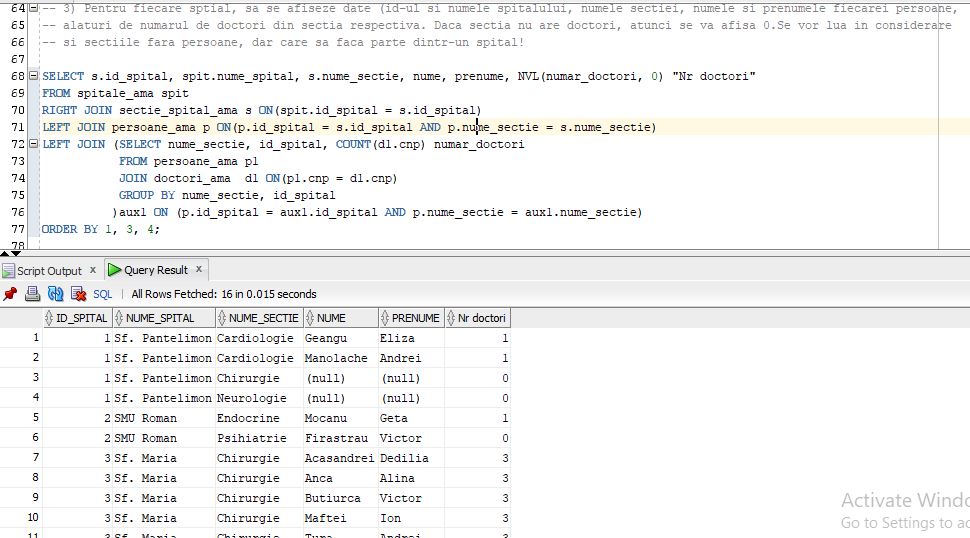 64 -- 3) Pentru fiecare sptial, sa se afiseze date (id-ul si numele spitalului, numele sectiei, numele si prenumele fiecarei persoane,
65 -- alaturi de numarul de doctori din sectia respectiva. Daca sectia nu are doctori, atunci se va afisa 0.Se vor lua in considerare
66 -- si sectiile fara persoane, dar care sa faca parte dintr-un spital!
67
68 SELECT s.id_spital, spit.nume_spital, s.nume_sectie, nume, prenume, NVL(numar_doctori, 0) "Nr doctori"
69 FROM spitale_ama spit
70 RIGHT JOIN sectie_spital_ama s ON(spit.id_spital = s.id_spital)
71 LEFT JOIN persoane_ama p ON(p.id_spital = s.id_spital AND p.nume_sectie = s.nume_sectie)
72 LEFT JOIN (SELECT nume_sectie, id_spital, COUNT(d1.cnp) numar_doctori
73 FROM persoane_ama p1
74 JOIN doctori_ama d1 ON(p1.cnp = d1.cnp)
75 GROUP BY nume_sectie, id_spital
76 )aux1 ON (p.id_spital = aux1.id_spital AND p.nume_sectie = aux1.nume_sectie)
77 ORDER BY 1, 3, 4;
78
Script Output x Query Result x
SQL | All Rows Fetched: 16 in 0.015 seconds
ID_SPITAL NUME_SPITAL NUME_SECTIE NUME PRENUME Nr doctori
1 1 Sf. Pantelimon Cardiologie Geangu Eliza 1
2 1 Sf. Pantelimon Cardiologie Manolache Andrei 1
3 1 Sf. Pantelimon Chirurgie (null) (null) 0
4 1 Sf. Pantelimon Neurologie (null) (null) 0
5 2 SMU Roman Endocrine Mocanu Geta 1
6 2 SMU Roman Psihiatrie Firastrau Victor 0
7 3 Sf. Maria Chirurgie Acasandrei Dedilia 3
8 3 Sf. Maria Chirurgie Anca Alina 3
9 3 Sf. Maria Chirurgie Butiurca Victor 3
10 3 Sf. Maria Chirurgie Maftei Ion 3
11 3 Sf. Maria Chirurgie Andrei 3
Activate Windo
Go to Settings to ac